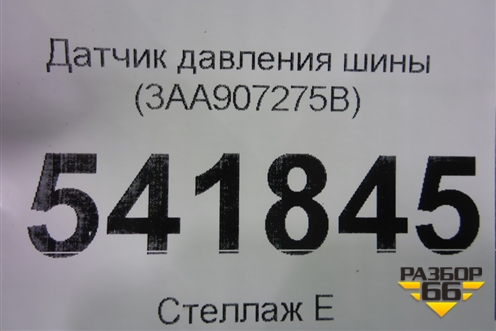 Датчик давления шины
(3AA907275B)
541845
Стеллаж Е
РАЗБОР
66